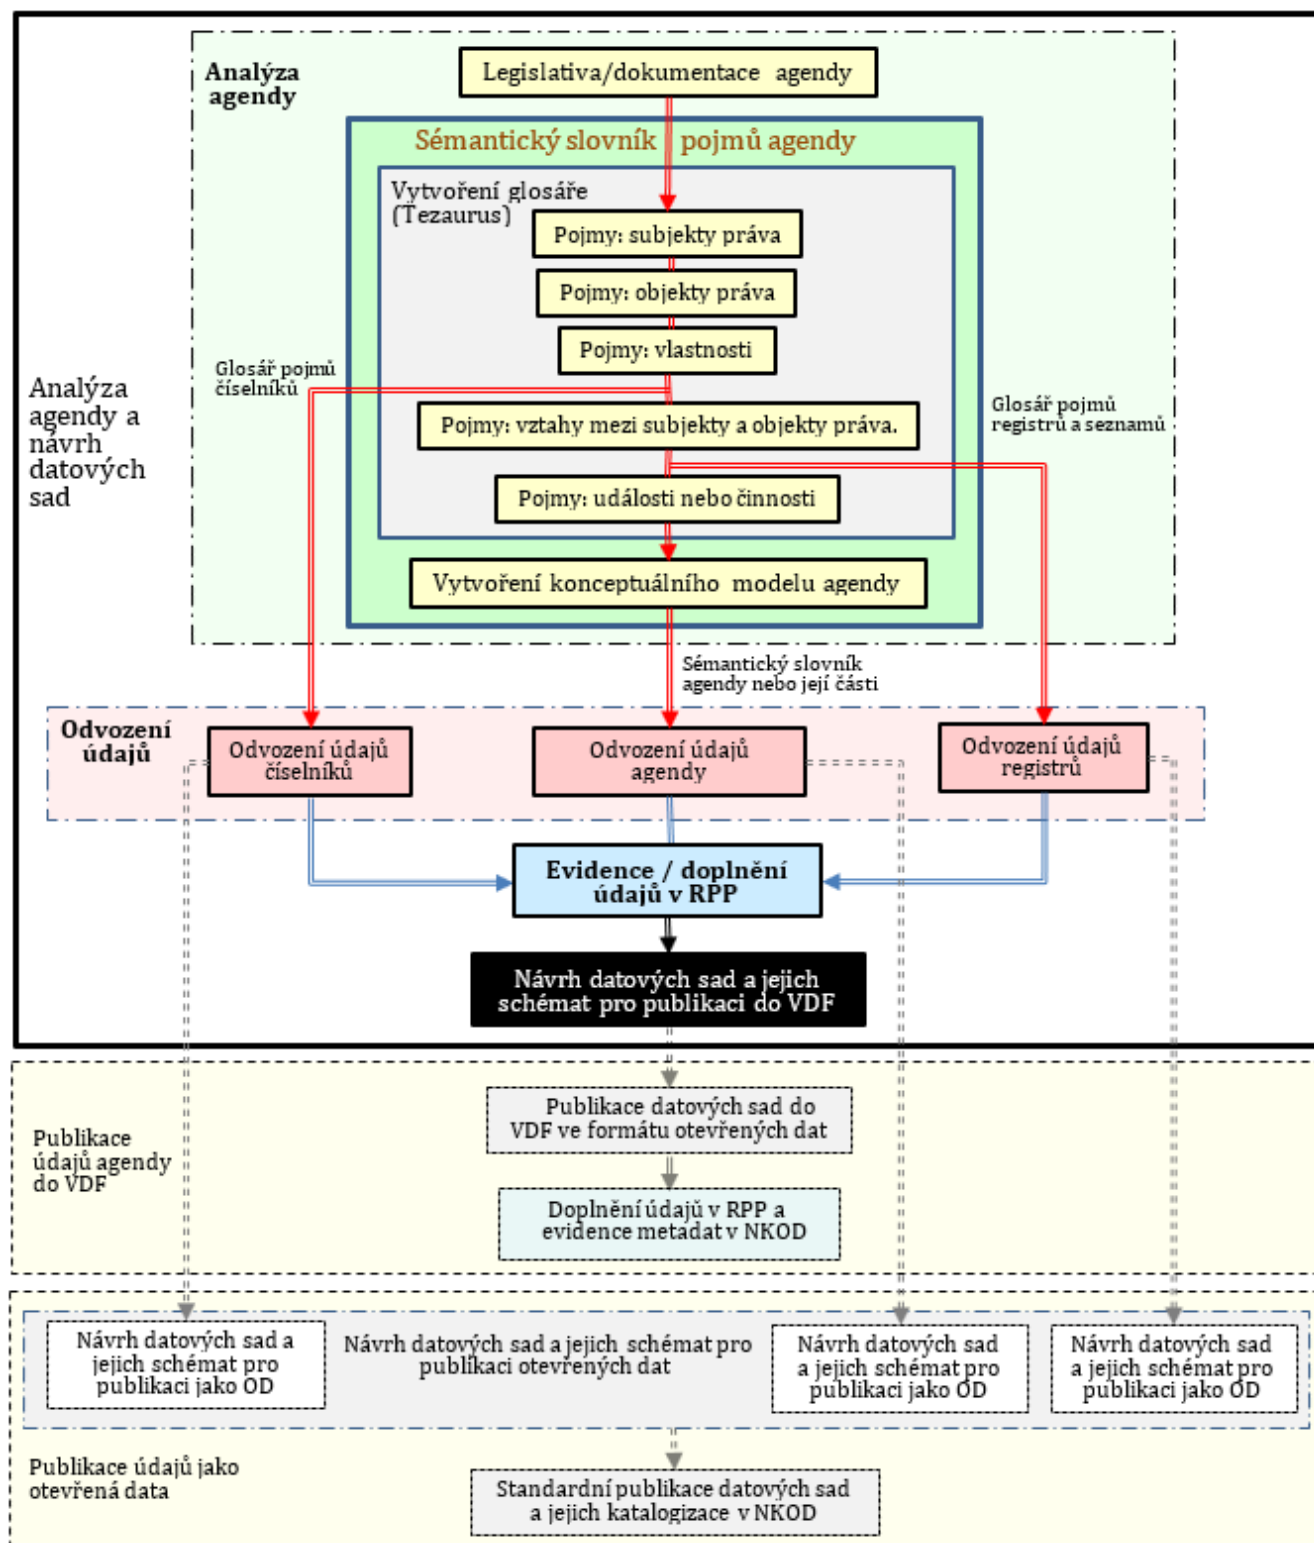 Analýza
agendy
Legislativa/dokumentace agendy
Sémantický slovník pojmů agendy
Vytvoření glosáře
(Tezaurus)
Pojmy: subjekty práva
Pojmy: objekty práva
Pojmy: vlastnosti
Glosář pojmů
číselníků
Analýza
agendy a
návrh
datových
sad
Pojmy: vztahy mezi subjekty a objekty práva.
Glosář pojmů
registrů a seznamů
Pojmy: události nebo činnosti
Vytvoření konceptuálního modelu agendy
Sémantický slovník
agendy nebo její části
Odvození
údajů
Odvození údajů
číselníků
Odvození údajů
agendy
Odvození údajů
registrů
Evidence / doplnění
údajů v RPP
Návrh datových sad a jejich
schémat pro publikaci do VDF
Publikace
údajů agendy
do VDF
Publikace datových sad do
VDF ve formátu otevřených dat
Doplnění údajů v RPP a
evidence metadat v NKOD
Návrh datových sad a
jejich schémat pro
publikaci jako OD
Návrh datových sad a jejich schémat pro
publikaci otevřených dat
Návrh datových sad
a jejich schémat pro
publikaci jako OD
Návrh datových sad
a jejich schémat pro
publikaci jako OD
Publikace údajů jako
otevřená data
Standardní publikace datových sad
a jejich katalogizace v NKOD